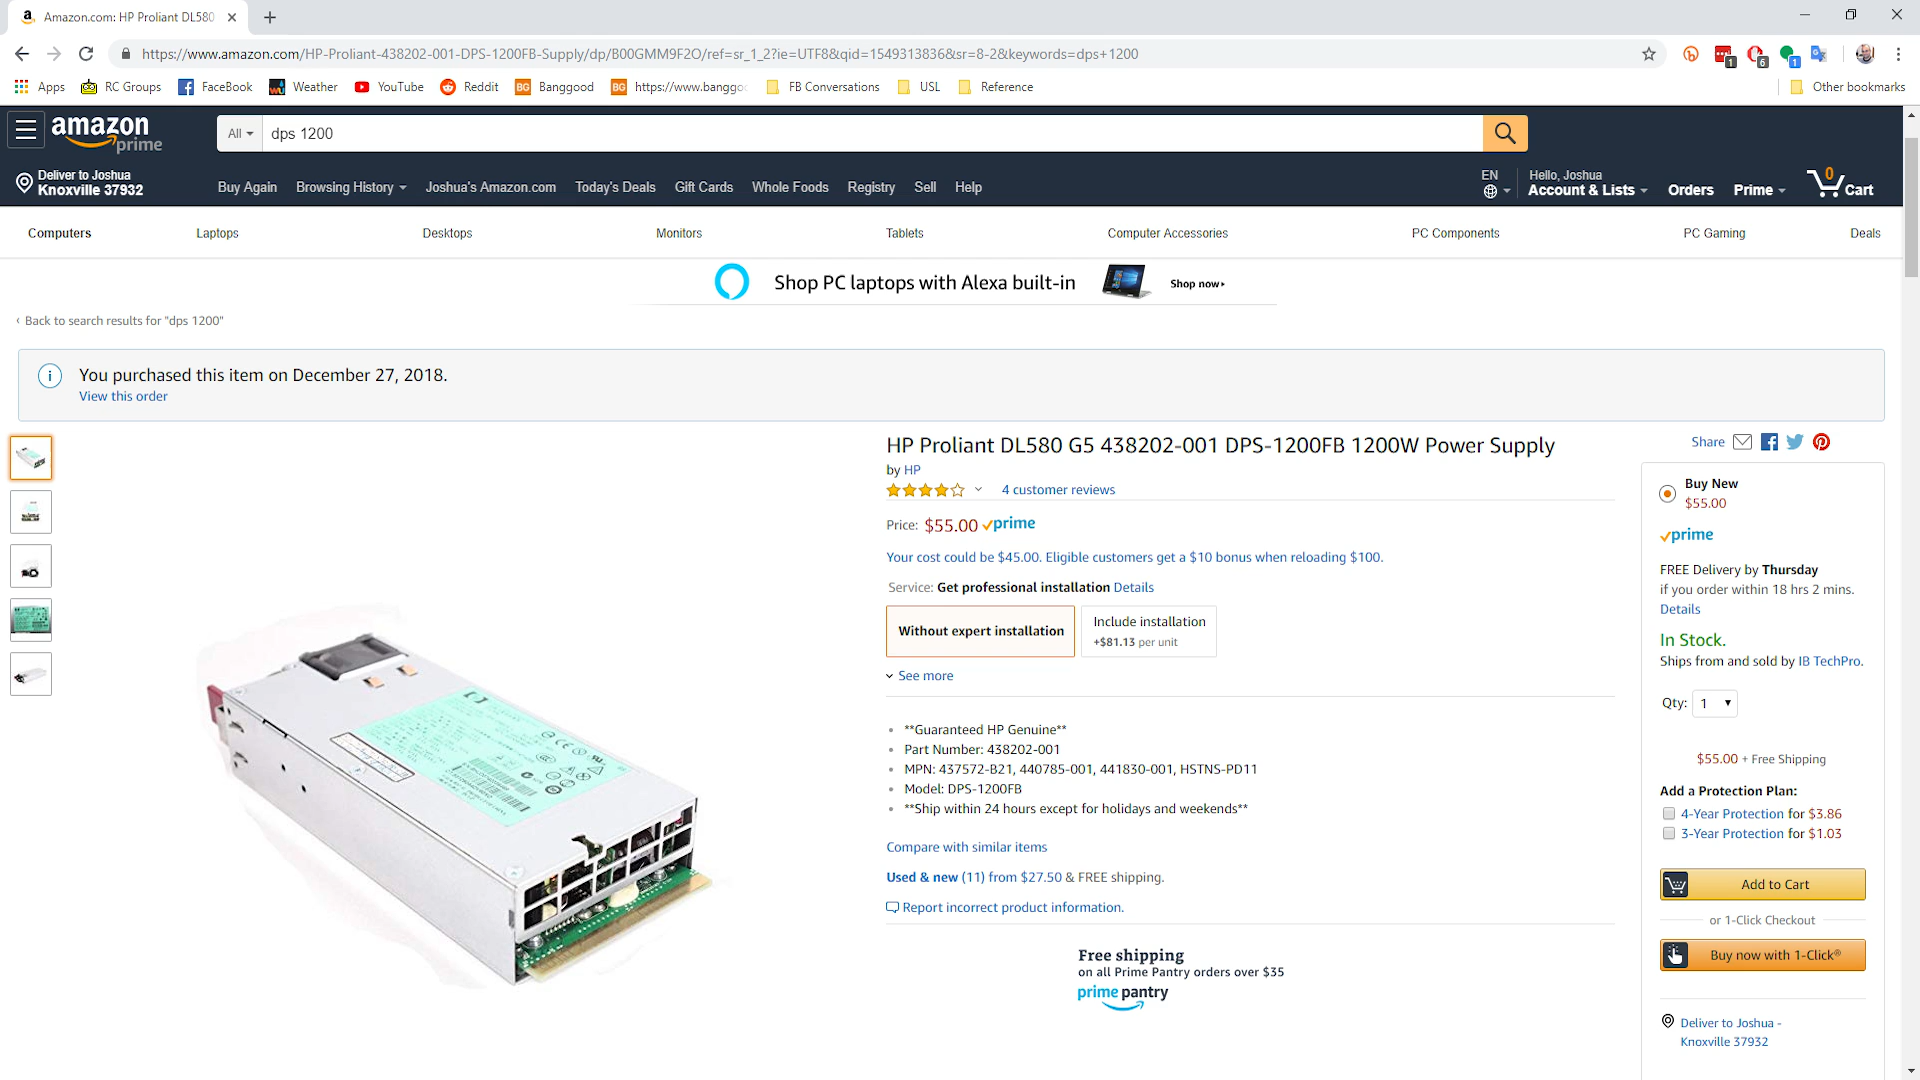 Amazon.com: HP Proliant DL580
https://www.amazon.com/HP-Proliant-438202-001-DPS-1200FB-Supply/dp/B00GMM9F2O/ref=sr_1_2?ie=UTF8&qid=1549313836&sr=8-2&keywords=dps+1200
1 6 1
Apps RC Groups FaceBook Weather YouTube Reddit Banggood https://www.banggo FB Conversations USL Reference Other bookmarks
amazon prime
All dps 1200
Deliver to Joshua
Knoxville 37932
Buy Again Browsing History Joshua's Amazon.com Today's Deals Gift Cards Whole Foods Registry Sell Help
EN
Hello, Joshua
Account & Lists Orders Prime 0 Cart
Computers Laptops Desktops Monitors Tablets Computer Accessories PC Components PC Gaming Deals
Shop PC laptops with Alexa built-in Shop now
‹ Back to search results for "dps 1200"
You purchased this item on December 27, 2018.
View this order
HP Proliant DL580 G5 438202-001 DPS-1200FB 1200W Power Supply
by HP
4 customer reviews
Price: $55.00 prime
Your cost could be $45.00. Eligible customers get a $10 bonus when reloading $100.
Service: Get professional installation Details
Without expert installation
Include installation
+$81.13 per unit
See more
**Guaranteed HP Genuine**
Part Number: 438202-001
MPN: 437572-B21, 440785-001, 441830-001, HSTNS-PD11
Model: DPS-1200FB
**Ship within 24 hours except for holidays and weekends**
Compare with similar items
Used & new (11) from $27.50 & FREE shipping.
Report incorrect product information.
Free shipping
on all Prime Pantry orders over $35
prime pantry
Share
Buy New
$55.00
prime
FREE Delivery by Thursday
if you order within 18 hrs 2 mins.
Details
In Stock.
Ships from and sold by IB TechPro.
Qty: 1
$55.00 + Free Shipping
Add a Protection Plan:
4-Year Protection for $3.86
3-Year Protection for $1.03
Add to Cart
or 1-Click Checkout
Buy now with 1-Click®
Deliver to Joshua -
Knoxville 37932